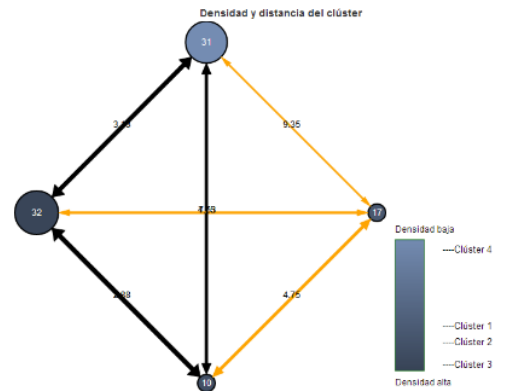 Densidad y distancia del clúster
31
9.35
32
17
4.75
Densidad baja
----Clúster 4
----Clúster 1
----Clúster 2
----Clúster 3
Densidad alta